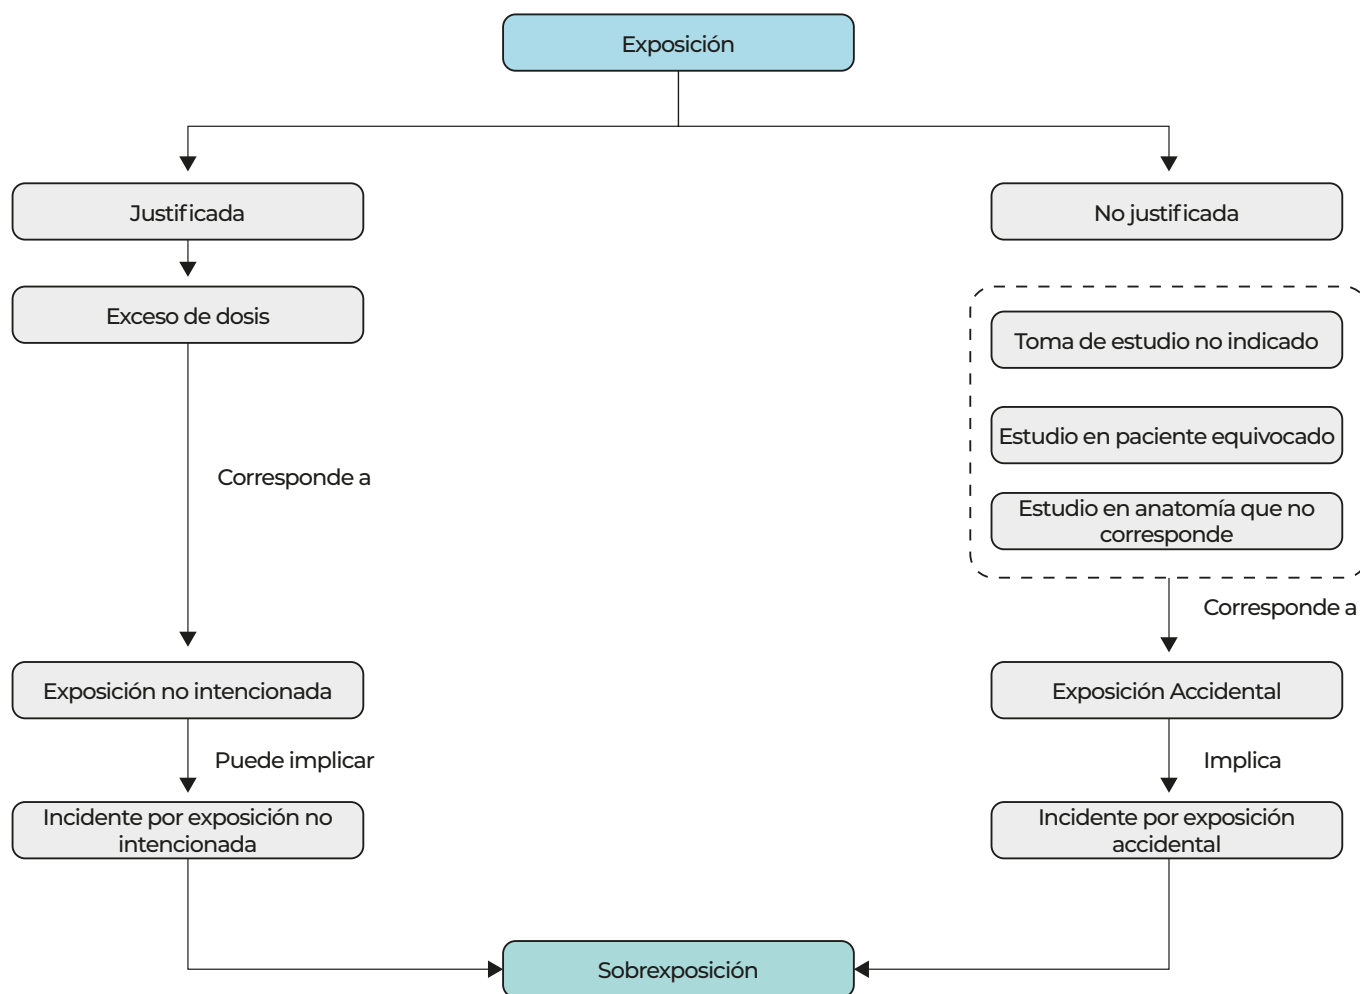 Exposición
Justificada
No justificada
Exceso de dosis
Toma de estudio no indicado
Estudio en paciente equivocado
Corresponde a
Estudio en anatomía que no
corresponde
Corresponde a
Exposición no intencionada
Exposición Accidental
Puede implicar
Implica
Incidente por exposición no
intencionada
Incidente por exposición
accidental
Sobrexposición